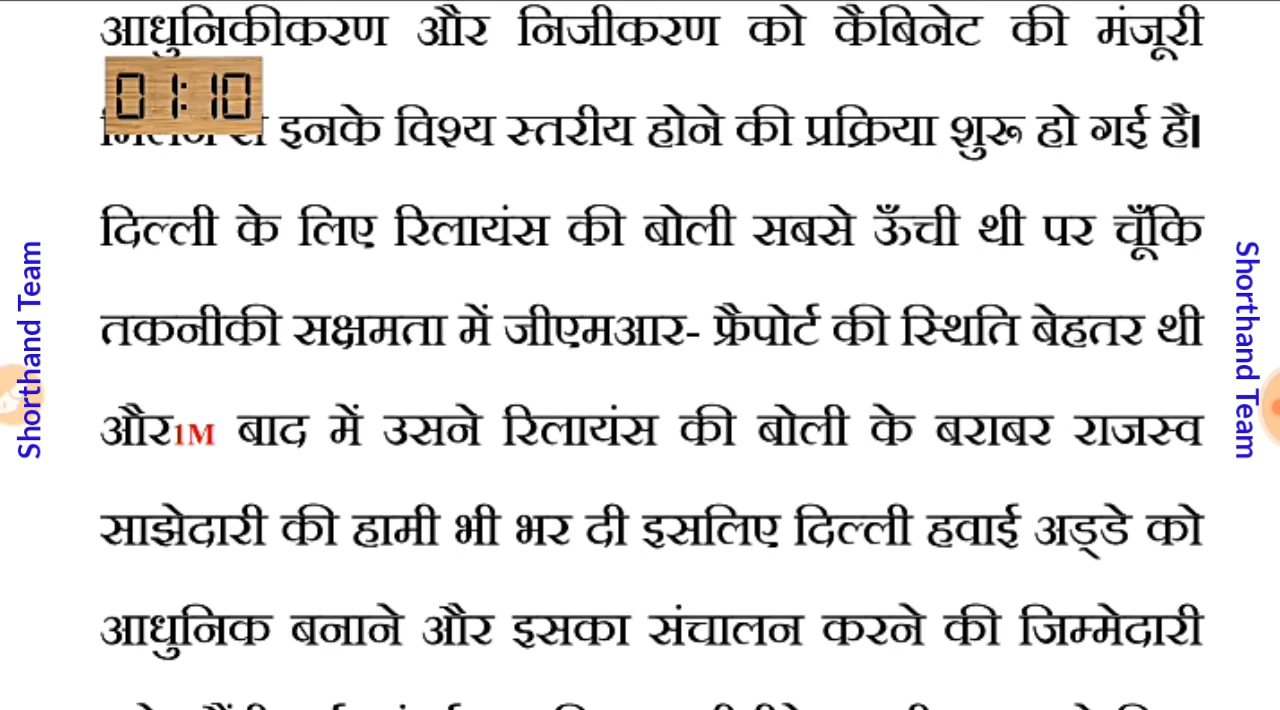 आधुनिकीकरण और निजीकरण को कैबिनेट की मंजूरी
01:10
इनके विश्य स्तरीय होने की प्रक्रिया शुरू हो गई है।
दिल्ली के लिए रिलायंस की बोली सबसे ऊँची थी पर चूँकि
तकनीकी सक्षमता में जीएमआर- फ्रैपोर्ट की स्थिति बेहतर थी
और1M बाद में उसने रिलायंस की बोली के बराबर राजस्व
साझेदारी की हामी भी भर दी इसलिए दिल्ली हवाई अड्डे को
आधुनिक बनाने और इसका संचालन करने की जिम्मेदारी
Shorthand Team
Shorthand Team